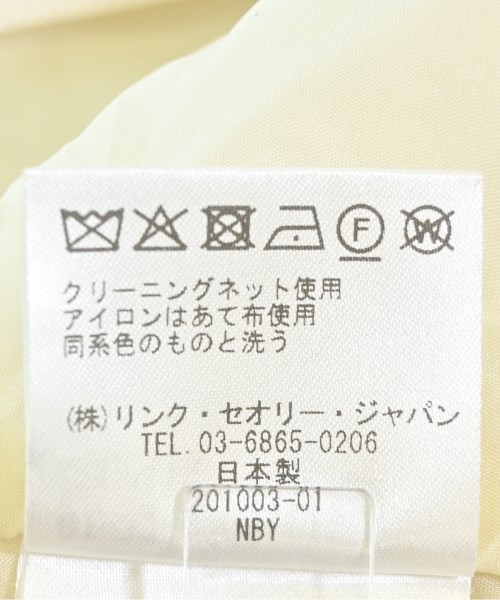 F W
クリーニングネット使用
アイロンはあて布使用
同系色のものと洗う
(株)リンク・セオリー・ジャパン
TEL.03-6865-0206
日本製
201003-01
NBY